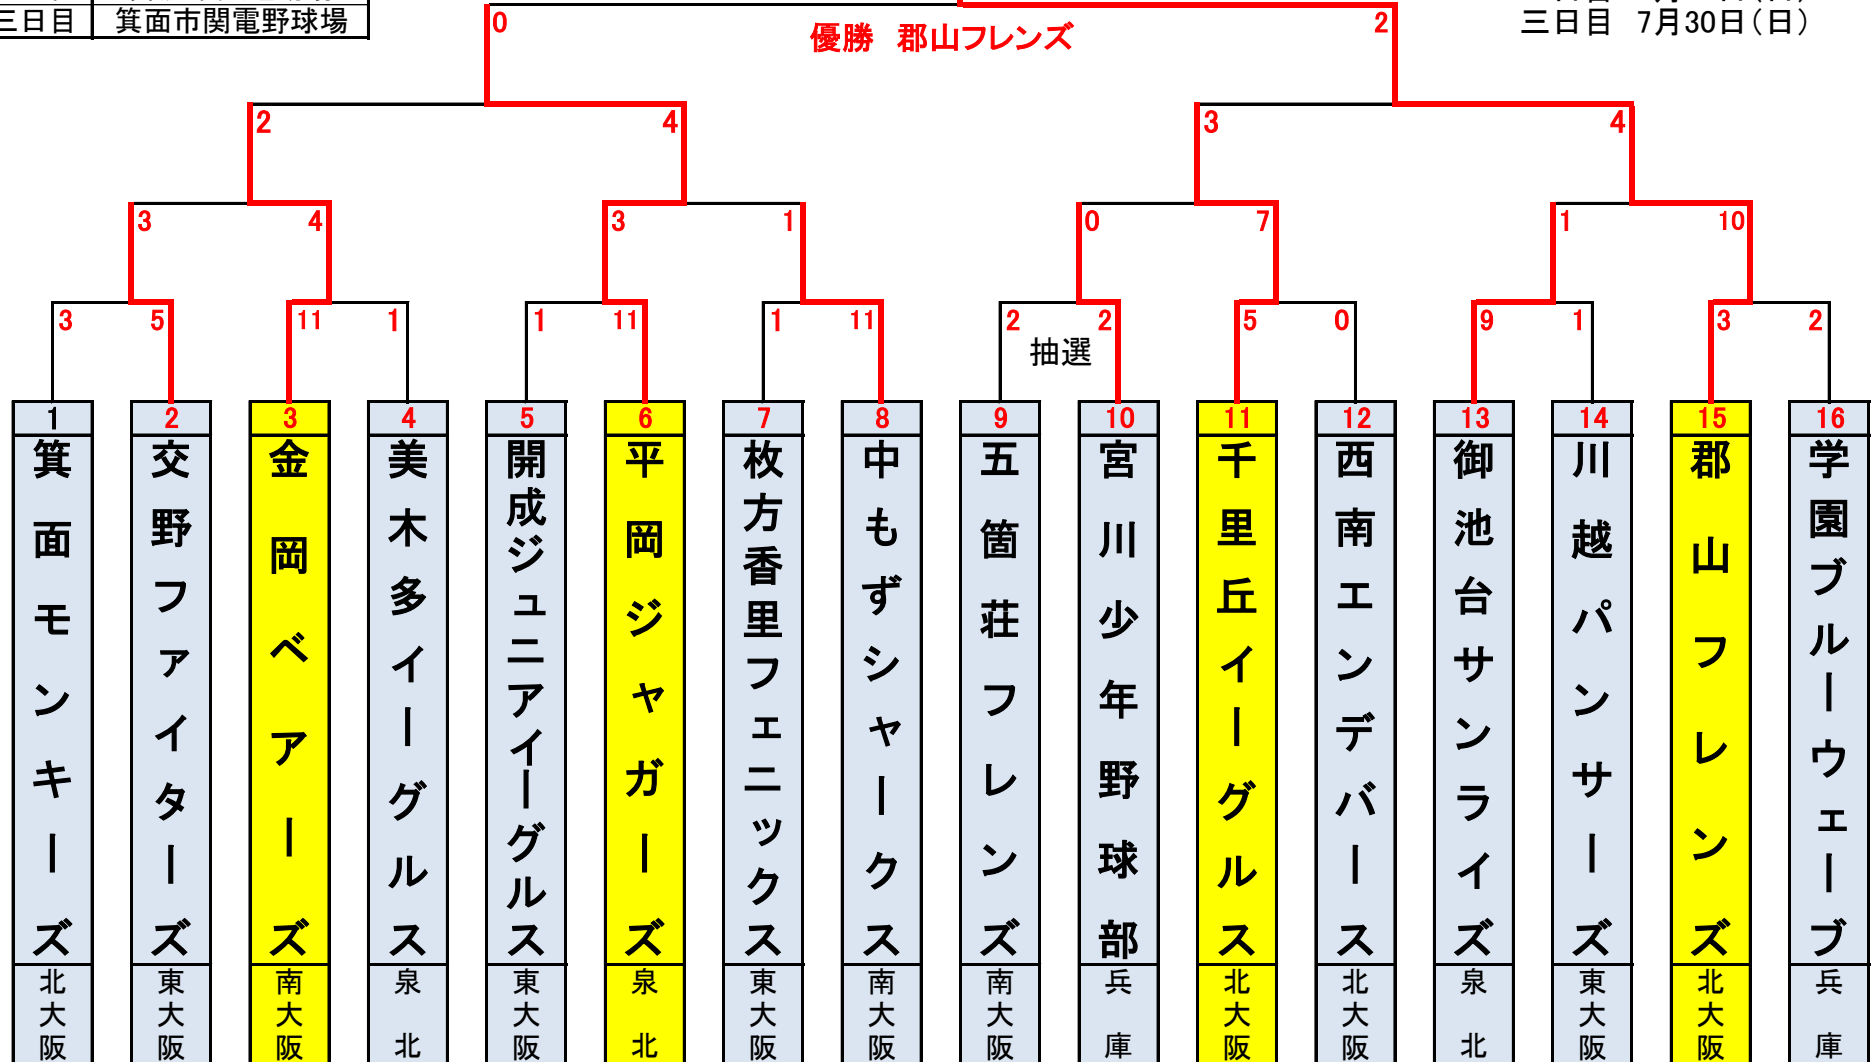 三日目 箕面市関電野球場
三日目 7月30日(日)
0 2
優勝 郡山フレンズ
2 4 3 4
3 4 3 1 0 7 1 10
3 5 11 1 1 11 1 11 2 2 5 0 9 1 3 2
抽選
1 2 3 4 5 6 7 8 9 10 11 12 13 14 15 16
箕面モンキーズ
交野ファイターズ
金岡ベアーズ
美木多イーグルス
開成ジュニアイーグルス
平岡ジャガーズ
枚方香里フェニックス
中もずシャークス
五箇荘フレンズ
宮川少年野球部
千里丘イーグルス
西南エンデバース
御池台サンライズ
川越パンサーズ
郡山フレンズ
学園ブルーウェーブ
北大阪 東大阪 南大阪 泉北 東大阪 泉北 東大阪 南大阪 南大阪 兵庫 北大阪 北大阪 泉北 東大阪 北大阪 兵庫